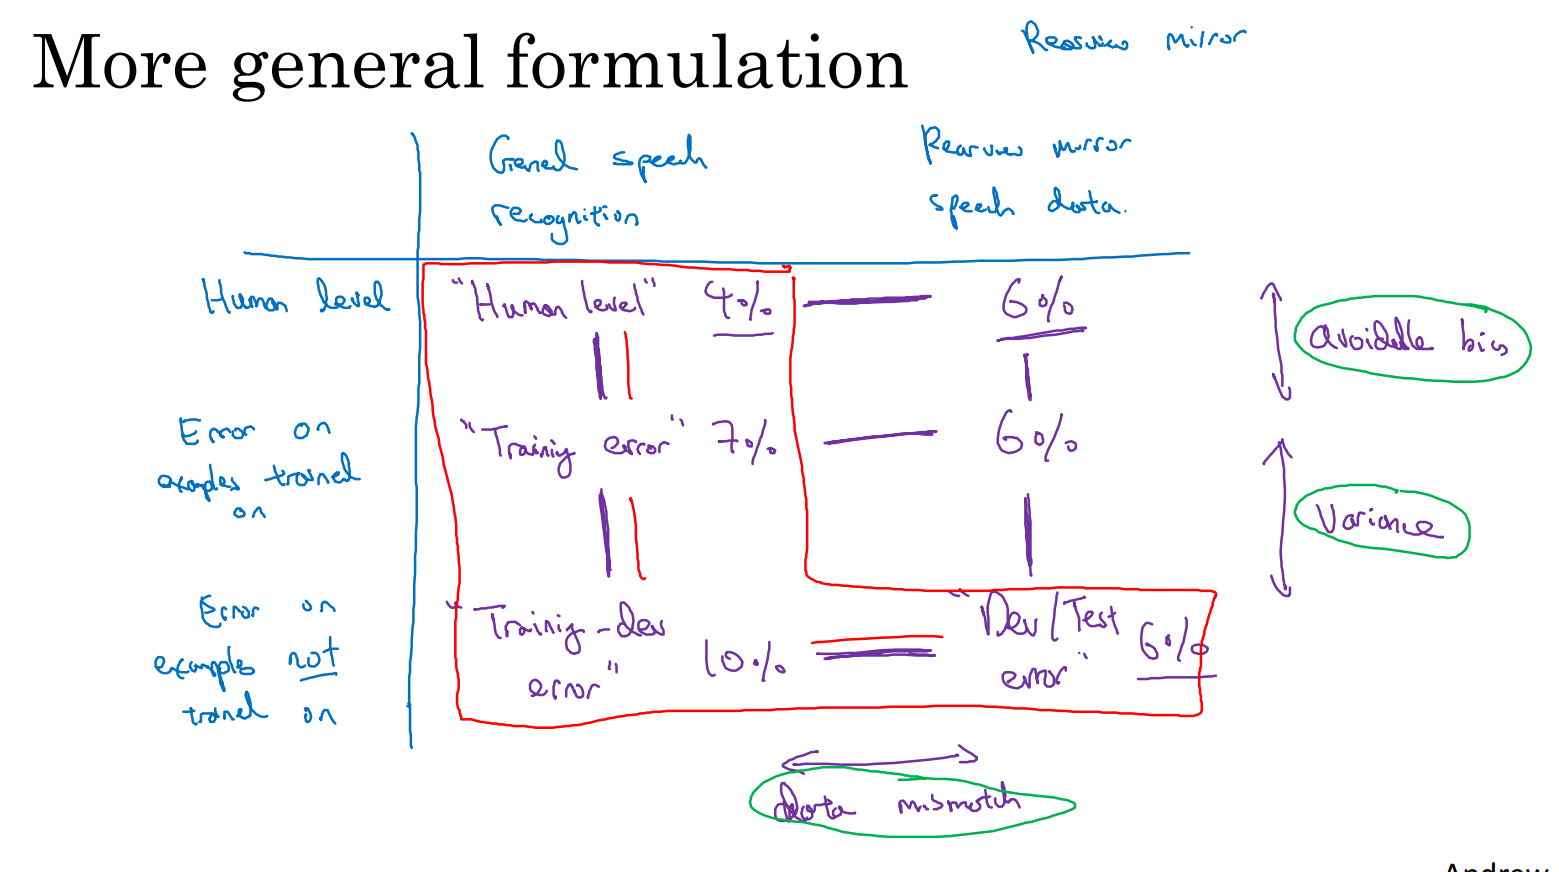 More general formulation
Rearview mirror
General speech
recognition
Rearview mirror
speech data.
Human level
"Human level" 4%
6%
avoidable bias
Error on
examples trained
on
"Training error" 7%
6%
Variance
Error on
examples not
trained on
"Training-dev
error" 10%
"Dev/Test
error" 6%
data mismatch